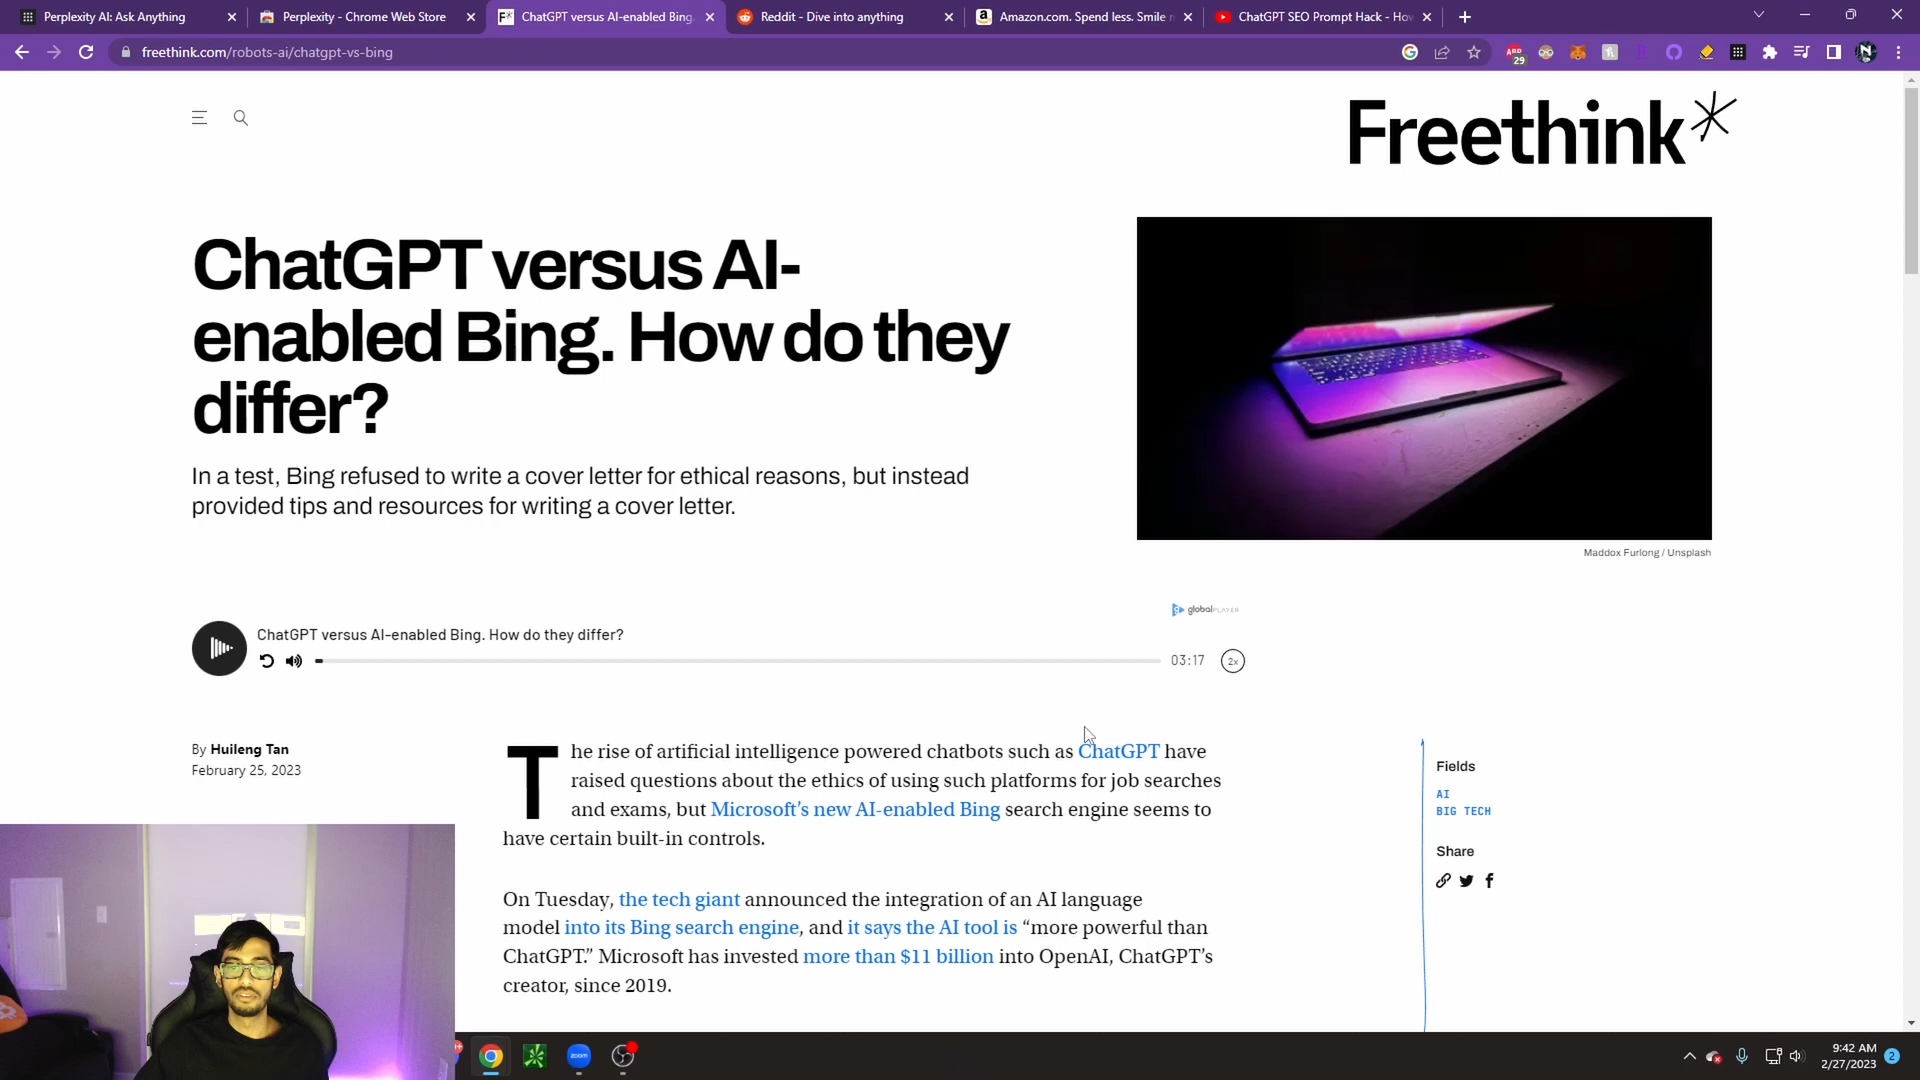 Perplexity AI: Ask Anything
Perplexity - Chrome Web Store
ChatGPT versus AI-enabled Bing.
Reddit - Dive into anything
Amazon.com. Spend less. Smile
ChatGPT SEO Prompt Hack - How
freethink.com/robots-ai/chatgpt-vs-bing
ABD
29
Freethink*
ChatGPT versus AI-
enabled Bing. How do they
differ?
In a test, Bing refused to write a cover letter for ethical reasons, but instead
provided tips and resources for writing a cover letter.
Maddox Furlong / Unsplash
globalPLAYER
ChatGPT versus AI-enabled Bing. How do they differ?
03:17
2x
By Huileng Tan
February 25, 2023
The rise of artificial intelligence powered chatbots such as ChatGPT have
raised questions about the ethics of using such platforms for job searches
and exams, but Microsoft’s new AI-enabled Bing search engine seems to
have certain built-in controls.
Fields
AI
BIG TECH
Share
On Tuesday, the tech giant announced the integration of an AI language
model into its Bing search engine, and it says the AI tool is “more powerful than
ChatGPT.” Microsoft has invested more than $11 billion into OpenAI, ChatGPT’s
creator, since 2019.
zoom
9:42 AM
2/27/2023
2